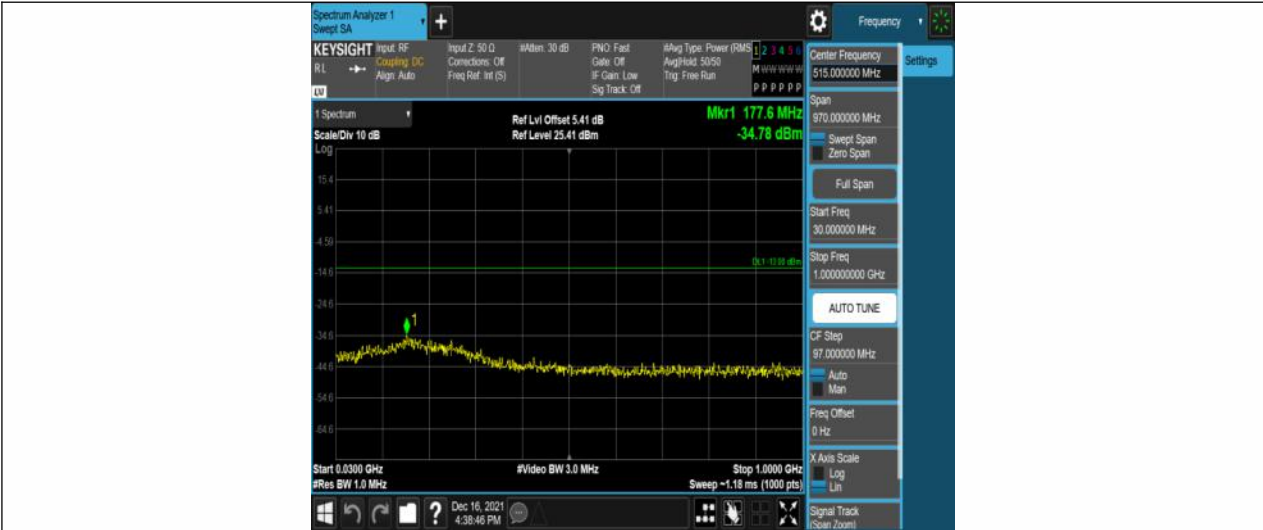 Spectrum Analyzer 1
Swept SA
+
Frequency
KEYSIGHT
RL
LV
Input: RF
Coupling: DC
Align: Auto
Input Z: 50 Ω
Corrections: Off
Freq Ref: Int (S)
#Atten: 30 dB
PNO: Fast
Gate: Off
IF Gain: Low
Sig Track: Off
#Avg Type: Power (RMS
Avg|Hold: 50/50
Trig: Free Run
1 2 3 4 5 6
M W W W W W
P P P P P P
1 Spectrum
Scale/Div 10 dB
Ref Lvl Offset 5.41 dB
Ref Level 25.41 dBm
Mkr1 177.6 MHz
-34.78 dBm
Log
15.4
5.41
-4.59
DL1 -13.00 dBm
-14.6
-24.6
1
-34.6
-44.6
-54.6
-64.6
Start 0.0300 GHz
#Res BW 1.0 MHz
#Video BW 3.0 MHz
Stop 1.0000 GHz
Sweep ~1.18 ms (1000 pts)
?
Dec 16, 2021
4:38:46 PM
Center Frequency
515.000000 MHz
Span
970.000000 MHz
Swept Span
Zero Span
Full Span
Start Freq
30.000000 MHz
Stop Freq
1.000000000 GHz
AUTO TUNE
CF Step
97.000000 MHz
Auto
Man
Freq Offset
0 Hz
X Axis Scale
Log
Lin
Signal Track
(Span Zoom)
Settings